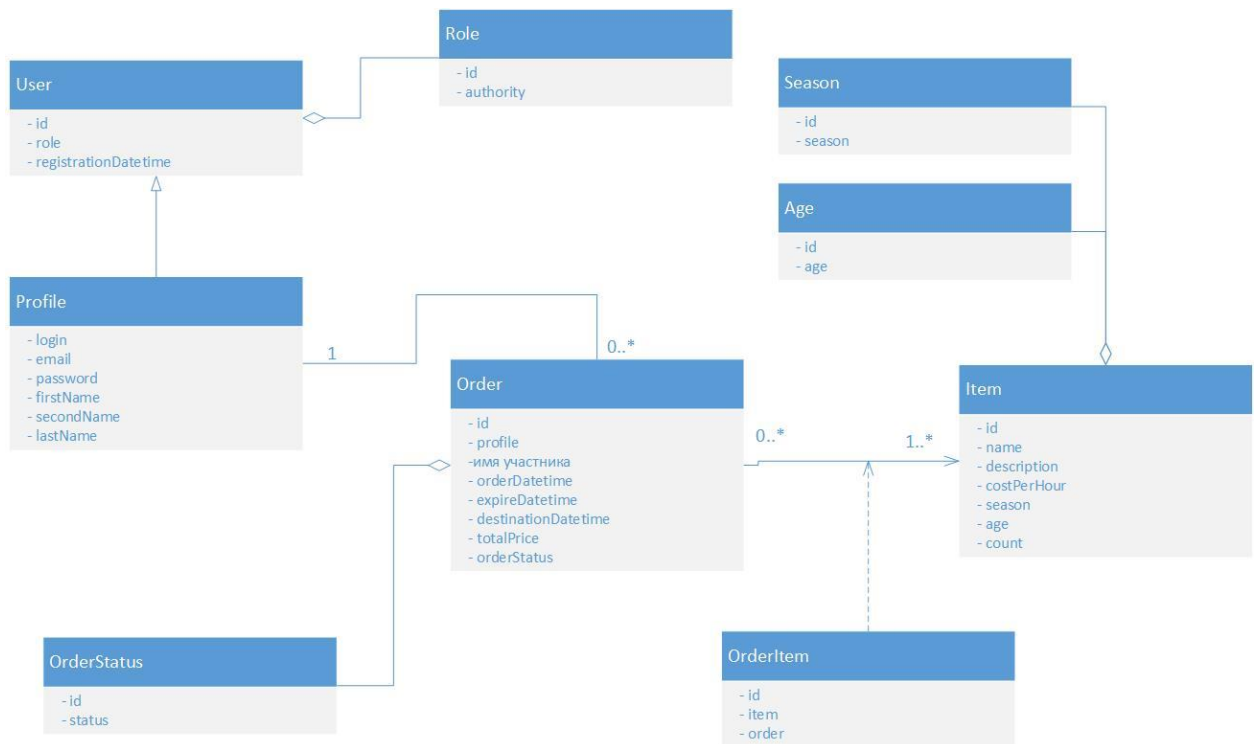 Role
- id
- authority
User
- id
- role
- registrationDatetime
Season
- id
- season
Age
- id
- age
Profile
- login
- email
- password
- firstName
- secondName
- lastName
1
0..*
Order
- id
- profile
-имя участника
- orderDatetime
- expireDatetime
- destinationDatetime
- totalPrice
- orderStatus
0..*
1..*
Item
- id
- name
- description
- costPerHour
- season
- age
- count
OrderStatus
- id
- status
OrderItem
- id
- item
- order